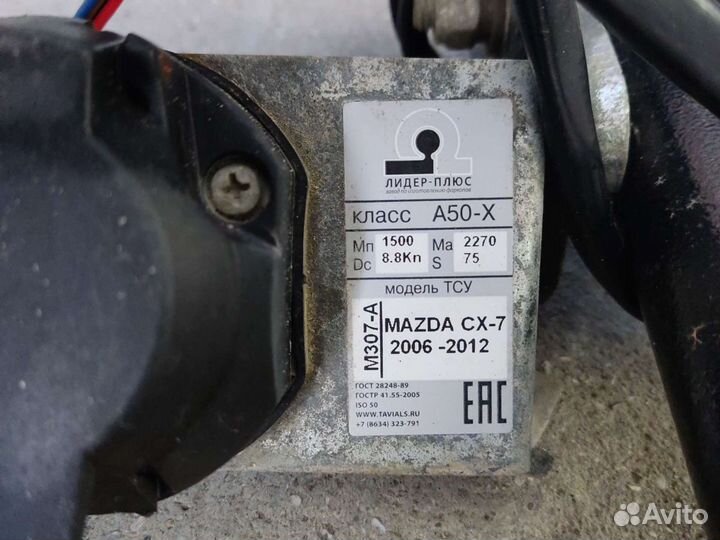 ЛИДЕР-ПЛЮС
завод по изготовлению фаркопов
класс A50-X
Мп 1500 Ма 2270
Dc 8.8Kn S 75
модель ТСУ
M307-A
MAZDA CX-7
2006 -2012
ГОСТ 28248-89
ГОСТР 41.55-2005
ISO 50
WWW.TAVIALS.RU
+7 (8634) 323-791
EAC
Avito